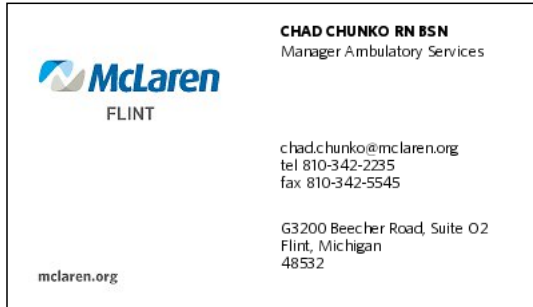 McLaren
FLINT
mclaren.org
CHAD CHUNKO RN BSN
Manager Ambulatory Services
chad.chunko@mclaren.org
tel 810-342-2235
fax 810-342-5545
G3200 Beecher Road, Suite O2
Flint, Michigan
48532